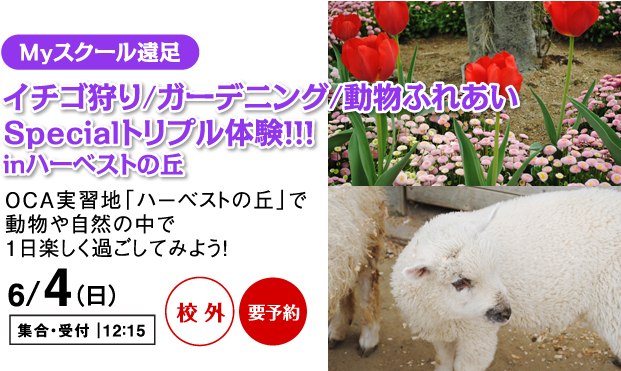 Myスクール遠足
イチゴ狩り/ガーデニング/動物ふれあい
Specialトリプル体験!!!
inハーベストの丘
OCA実習地「ハーベストの丘」で
動物や自然の中で
1日楽しく過ごしてみよう!
6/4(日)
集合・受付 |12:15
校外
要予約